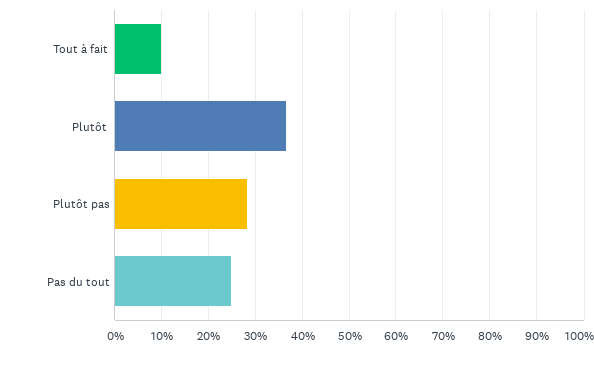 Tout à fait
Plutôt
Plutôt pas
Pas du tout
0% 10% 20% 30% 40% 50% 60% 70% 80% 90% 100%